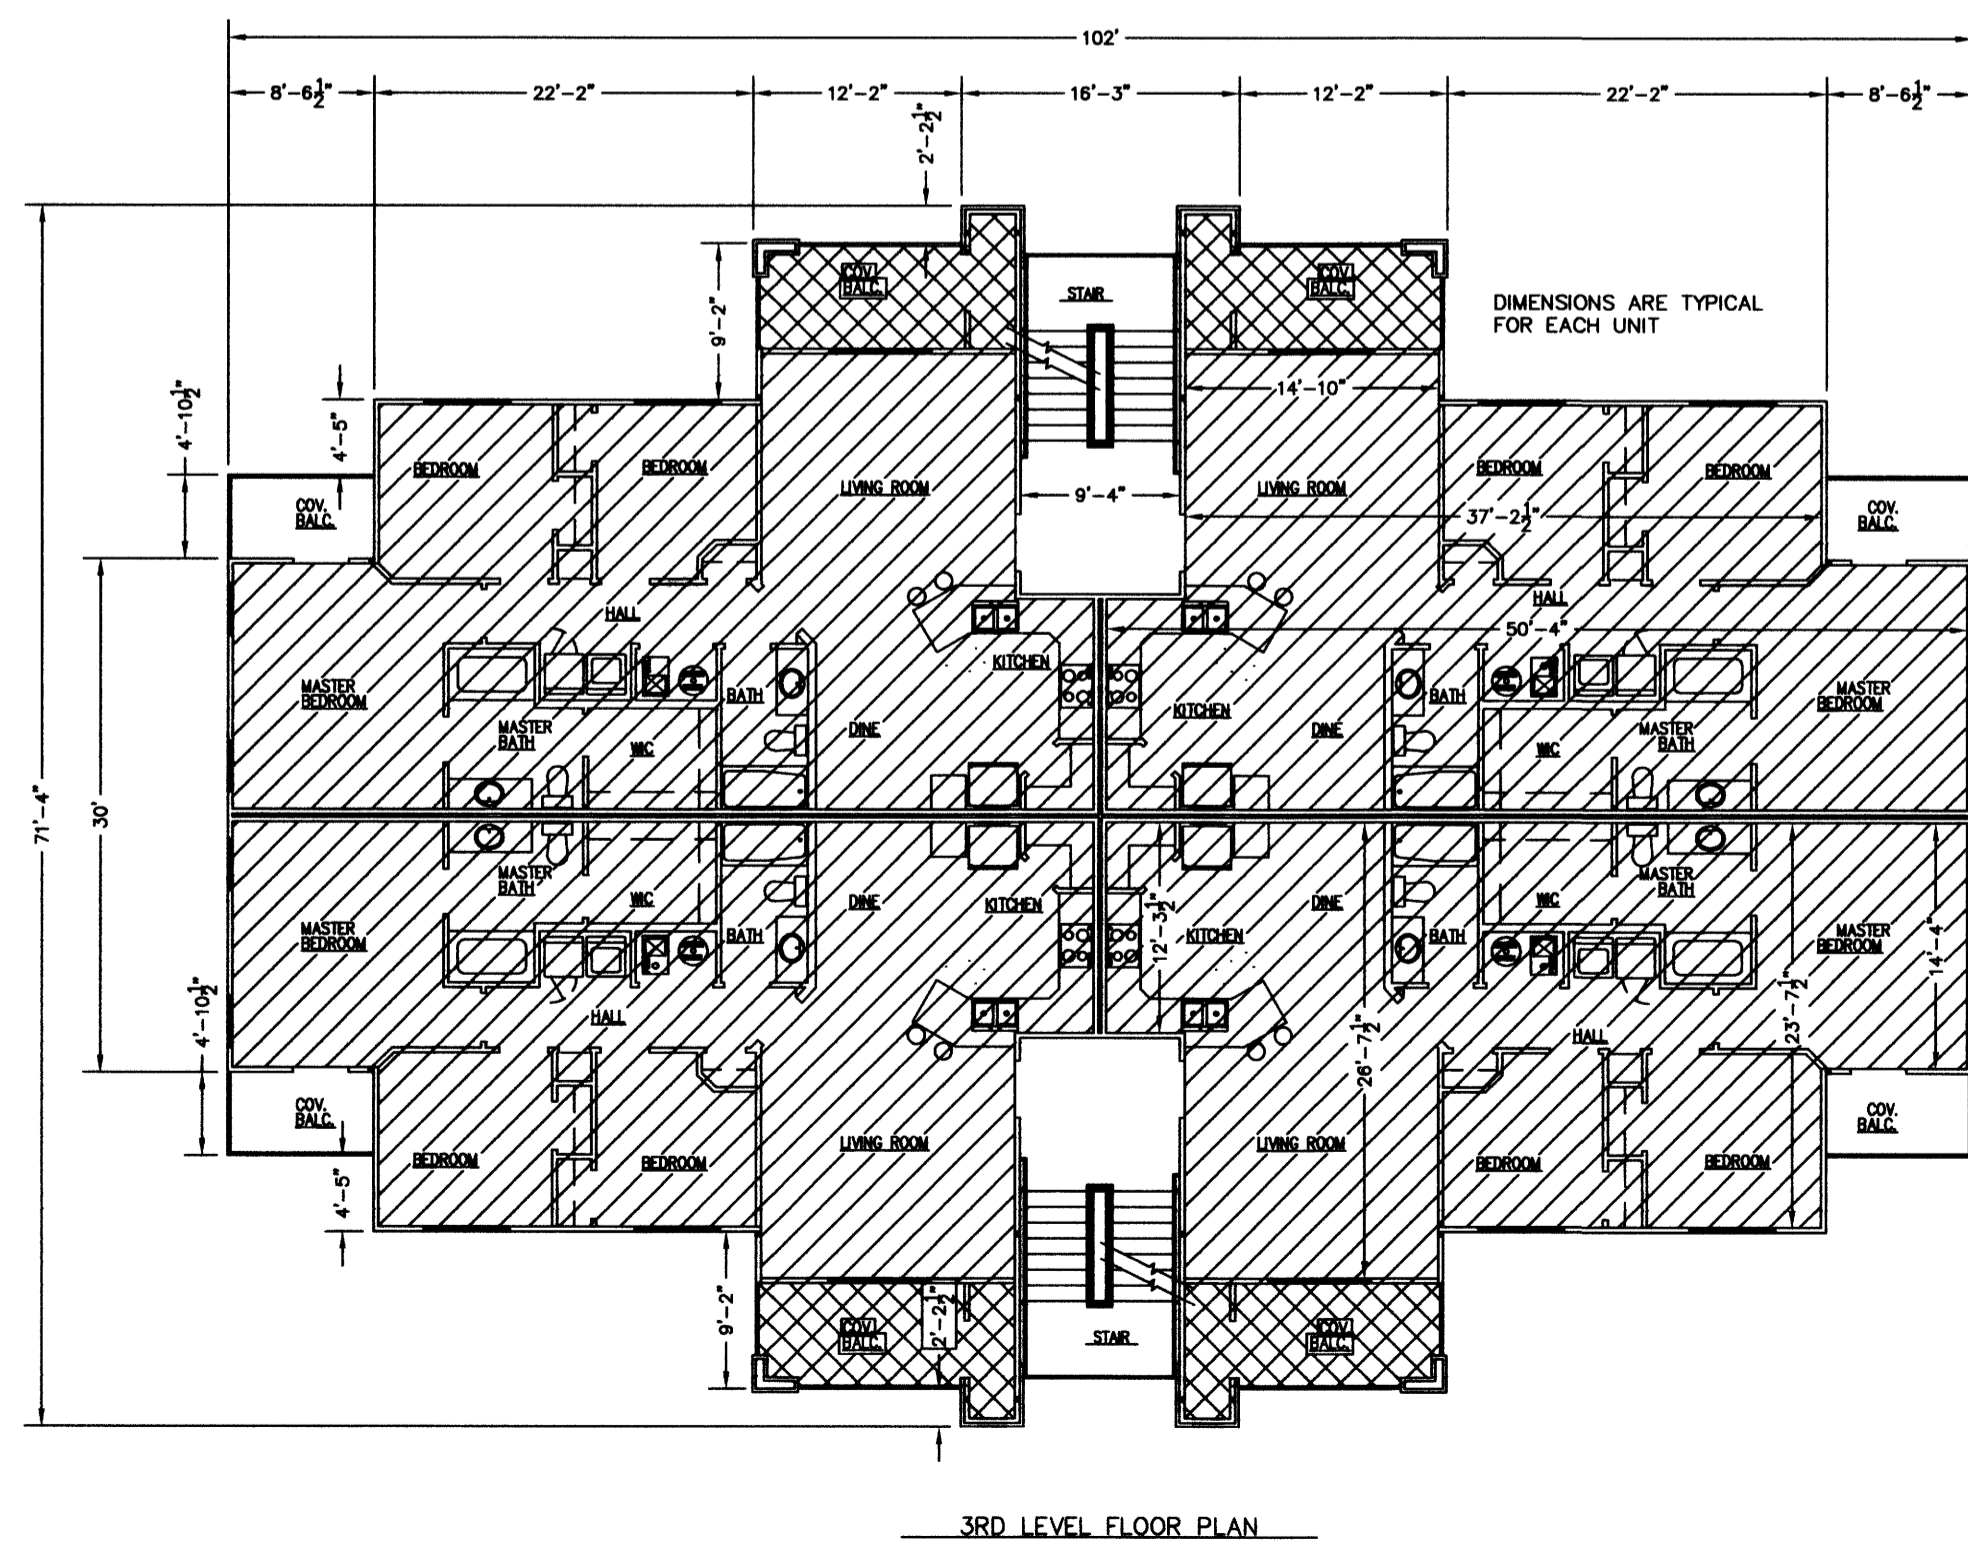 102'
8'-6½" 22'-2" 12'-2" 16'-3" 12'-2" 22'-2" 8'-6½"
2'-2½"
COV. BALC.
STAIR
COV. BALC.
DIMENSIONS ARE TYPICAL
FOR EACH UNIT
9'-2"
14'-10"
4'-10½"
4'-5"
BEDROOM
BEDROOM
LIVING ROOM
9'-4"
LIVING ROOM
BEDROOM
BEDROOM
COV.
BALC.
37'-2½"
COV.
BALC.
HALL
HALL
50'-4"
MASTER
BEDROOM
KITCHEN
BATH
MASTER
BATH
WIC
DINE
KITCHEN
DINE
BATH
WIC
MASTER
BATH
MASTER
BEDROOM
71'-4"
30'
MASTER
BATH
WIC
DINE
KITCHEN
12'-3½"
KITCHEN
DINE
WIC
MASTER
BATH
MASTER
BEDROOM
BATH
BATH
MASTER
BEDROOM
14'-4"
4'-10½"
HALL
26'-7½"
HALL
23'-7½"
COV.
BALC.
COV.
BALC.
BEDROOM
BEDROOM
LIVING ROOM
LIVING ROOM
BEDROOM
BEDROOM
4'-5"
9'-2"
2'-2½"
COV.
BALC.
STAIR
COV.
BALC.
3RD LEVEL FLOOR PLAN